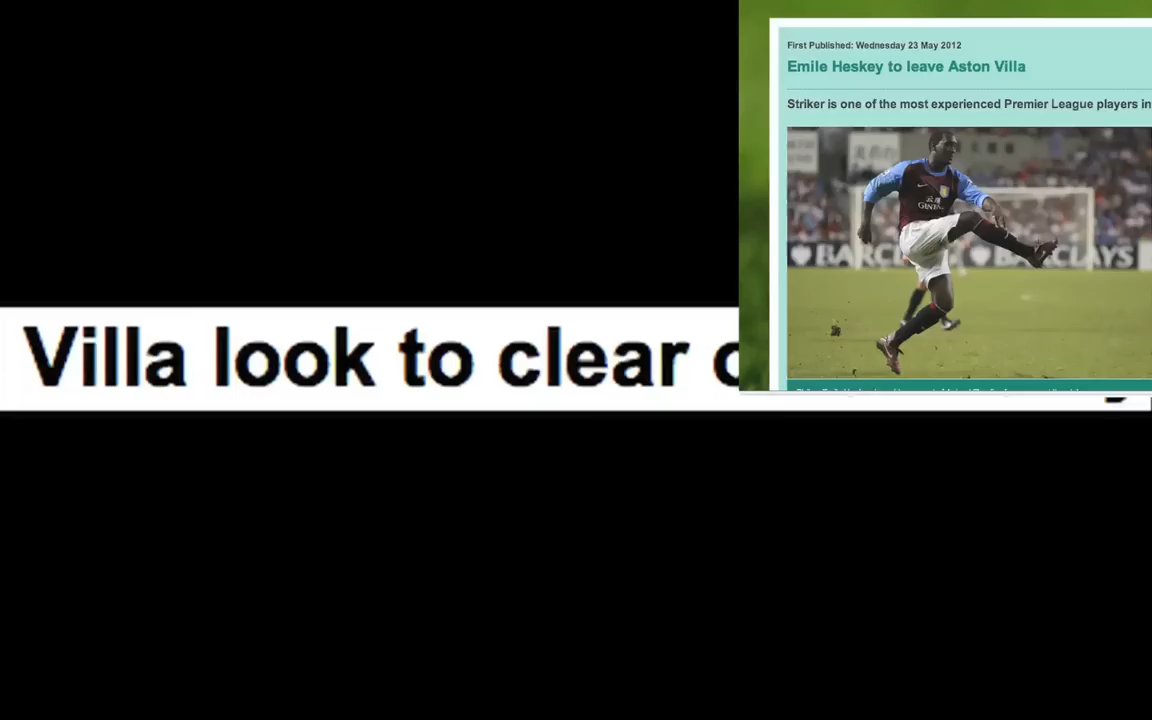 First Published: Wednesday 23 May 2012
Emile Heskey to leave Aston Villa
Striker is one of the most experienced Premier League players in
BARCLAYS
Villa look to clear